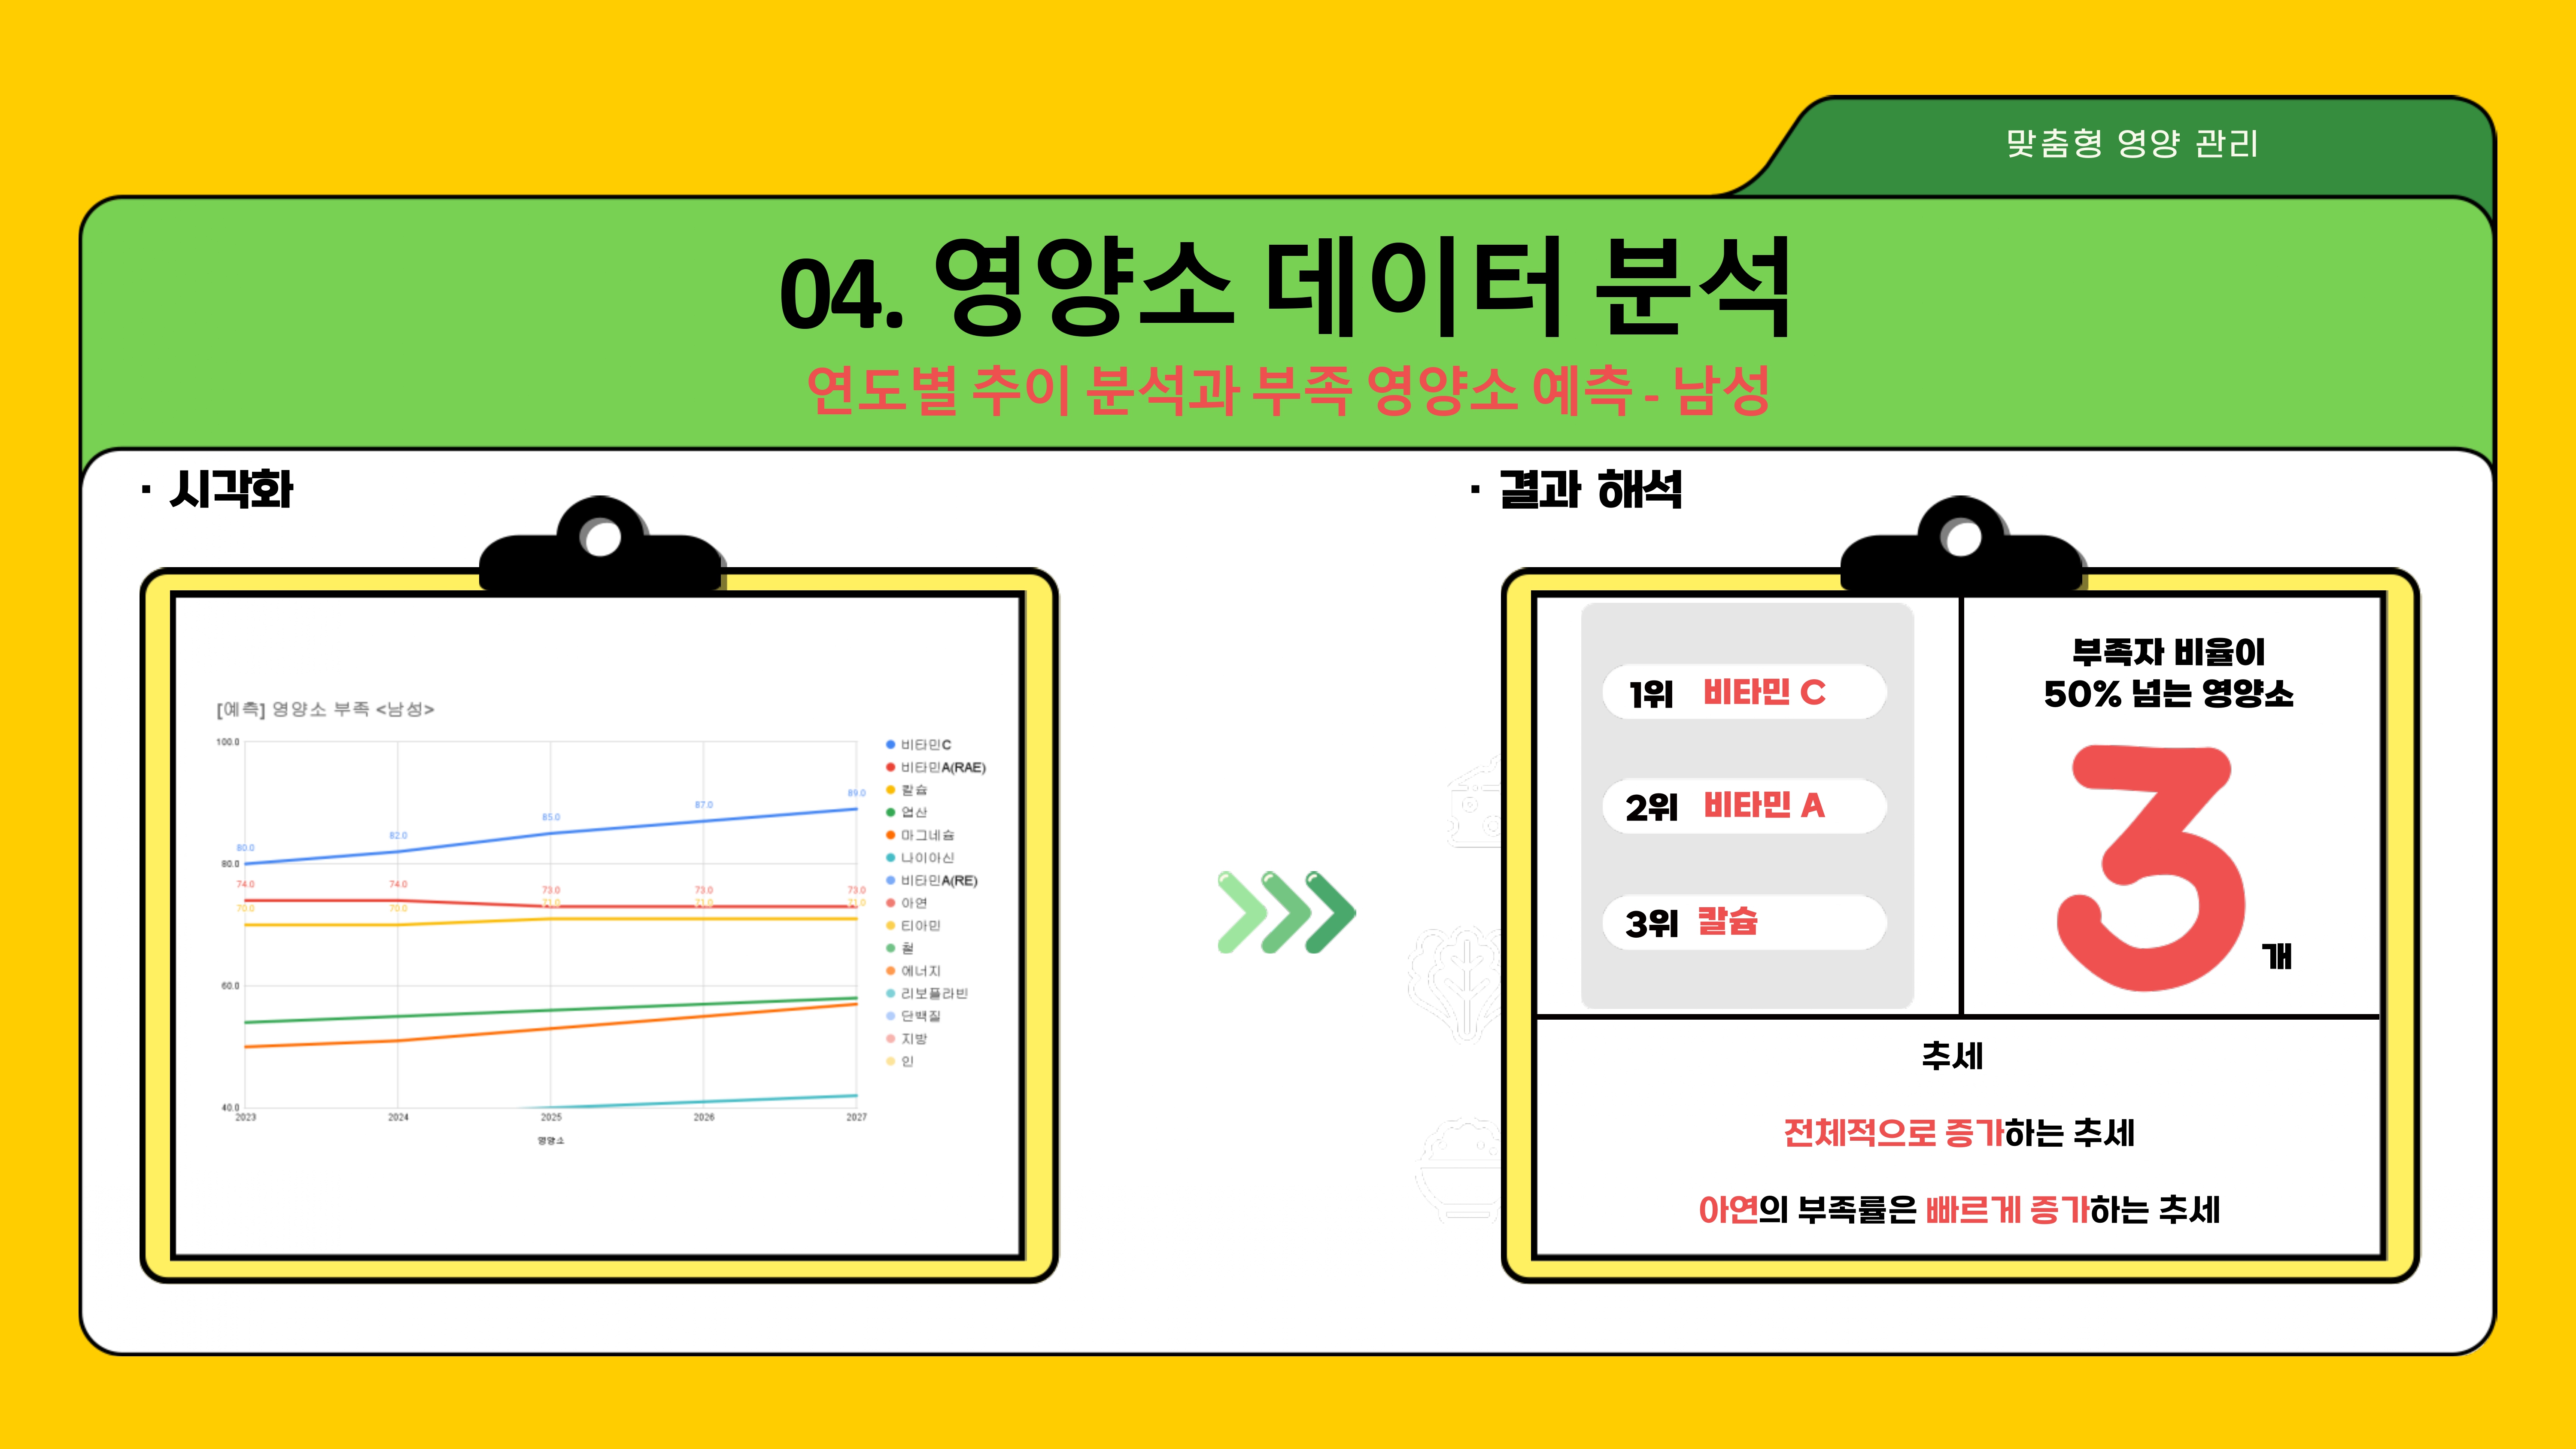 맞춤형 영양 관리
04. 영양소 데이터 분석
연도별 추이 분석과 부족 영양소 예측 - 남성
· 시각화
[예측] 영양소 부족 <남성>
100.0
80.0
60.0
40.0
80.0
82.0
85.0
87.0
89.0
74.0
74.0
73.0
73.0
73.0
70.0
70.0
71.0
71.0
71.0
2023
2024
2025
2026
2027
영양소
비타민C
비타민A(RAE)
칼슘
엽산
마그네슘
나이아신
비타민A(RE)
아연
티아민
철
에너지
리보플라빈
단백질
지방
인
· 결과 해석
1위 비타민 C
2위 비타민 A
3위 칼슘
부족자 비율이
50% 넘는 영양소
3
개
추세
전체적으로 증가하는 추세
아연의 부족률은 빠르게 증가하는 추세